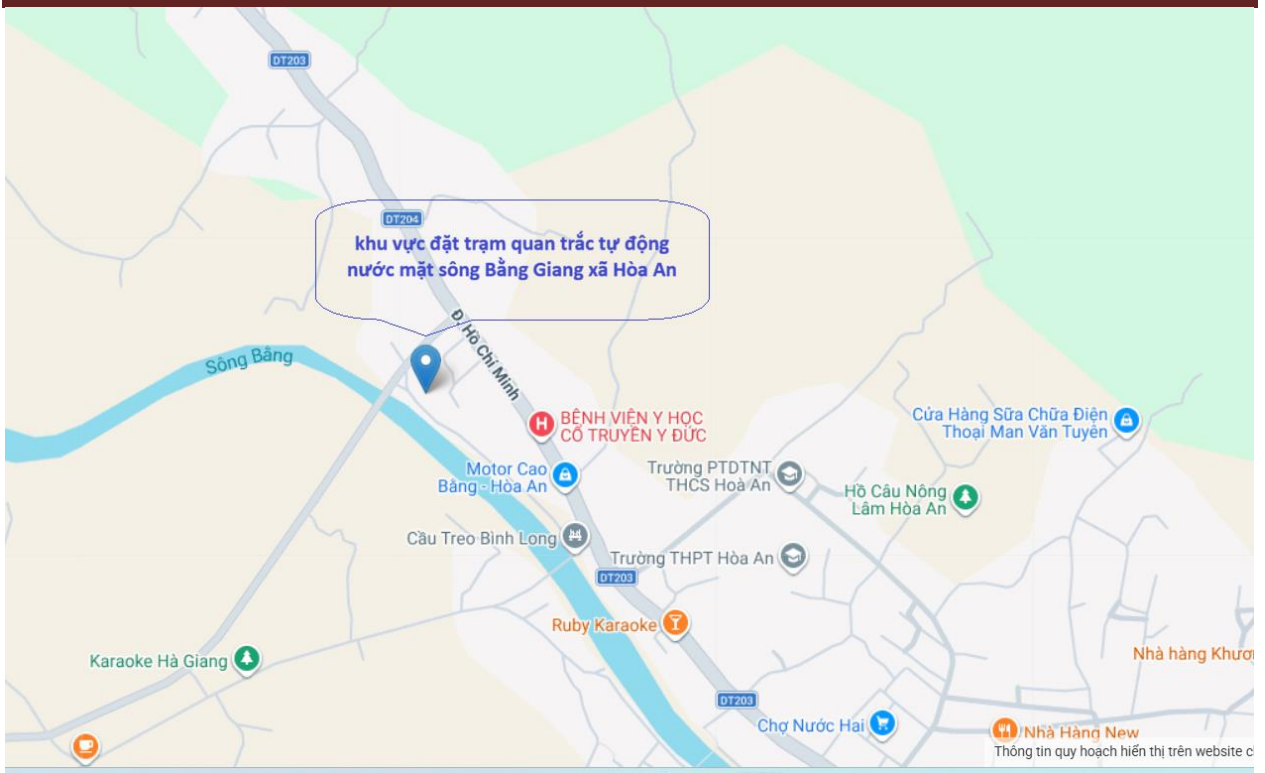 DT203
DT204
khu vực đặt trạm quan trắc tự động
nước mặt sông Bằng Giang xã Hòa An
Đ. Hồ Chí Minh
Sông Bằng
BỆNH VIỆN Y HỌC
CỔ TRUYỀN Y ĐỨC
Cửa Hàng Sữa Chữa Điện
Thoại Man Văn Tuyên
Motor Cao
Bằng - Hòa An
Trường PTDTNT
THCS Hoà An
Hồ Câu Nông
Lâm Hòa An
Cầu Treo Bình Long
Trường THPT Hòa An
DT203
Ruby Karaoke
Karaoke Hà Giang
Nhà hàng Khươ
DT203
Chợ Nước Hai
Nhà Hàng New
Thông tin quy hoạch hiển thị trên website c